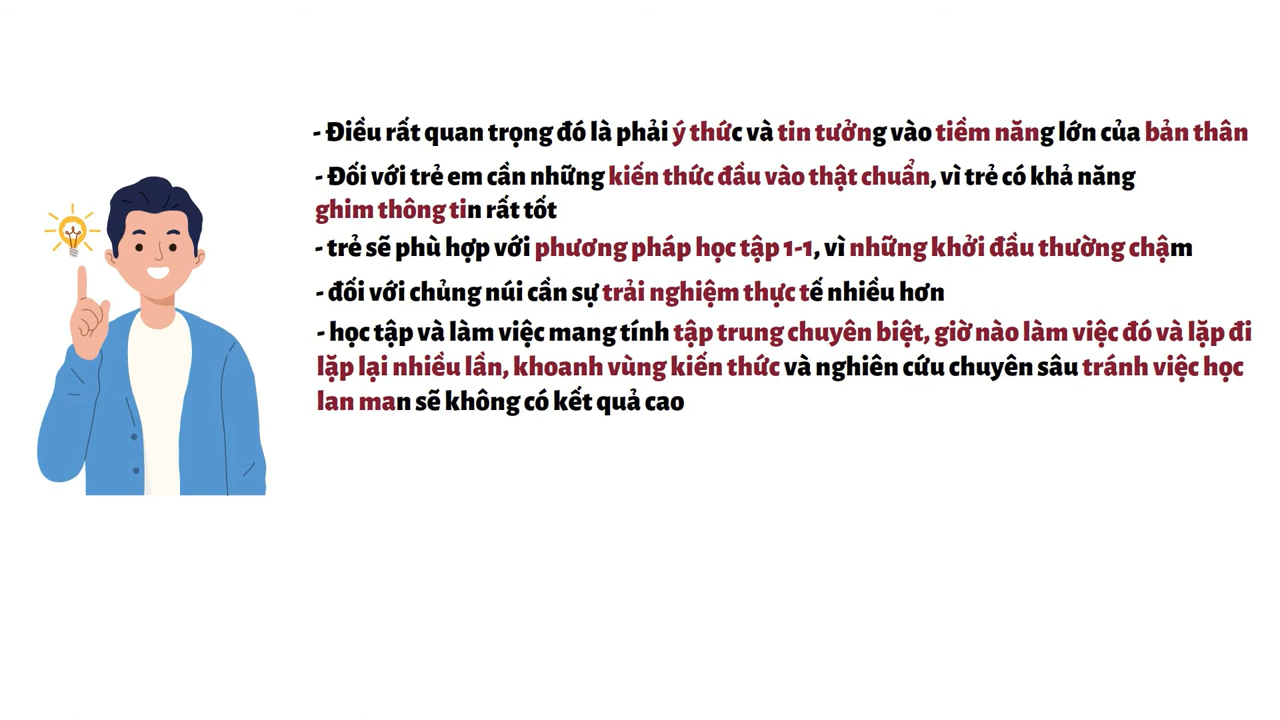 - Điều rất quan trọng đó là phải ý thức và tin tưởng vào tiềm năng lớn của bản thân
- Đối với trẻ em cần những kiến thức đầu vào thật chuẩn, vì trẻ có khả năng
ghim thông tin rất tốt
- trẻ sẽ phù hợp với phương pháp học tập 1-1, vì những khởi đầu thường chậm
- đối với chủng núi cần sự trải nghiệm thực tế nhiều hơn
- học tập và làm việc mang tính tập trung chuyên biệt, giờ nào làm việc đó và lặp đi
lặp lại nhiều lần, khoanh vùng kiến thức và nghiên cứu chuyên sâu tránh việc học
lan man sẽ không có kết quả cao